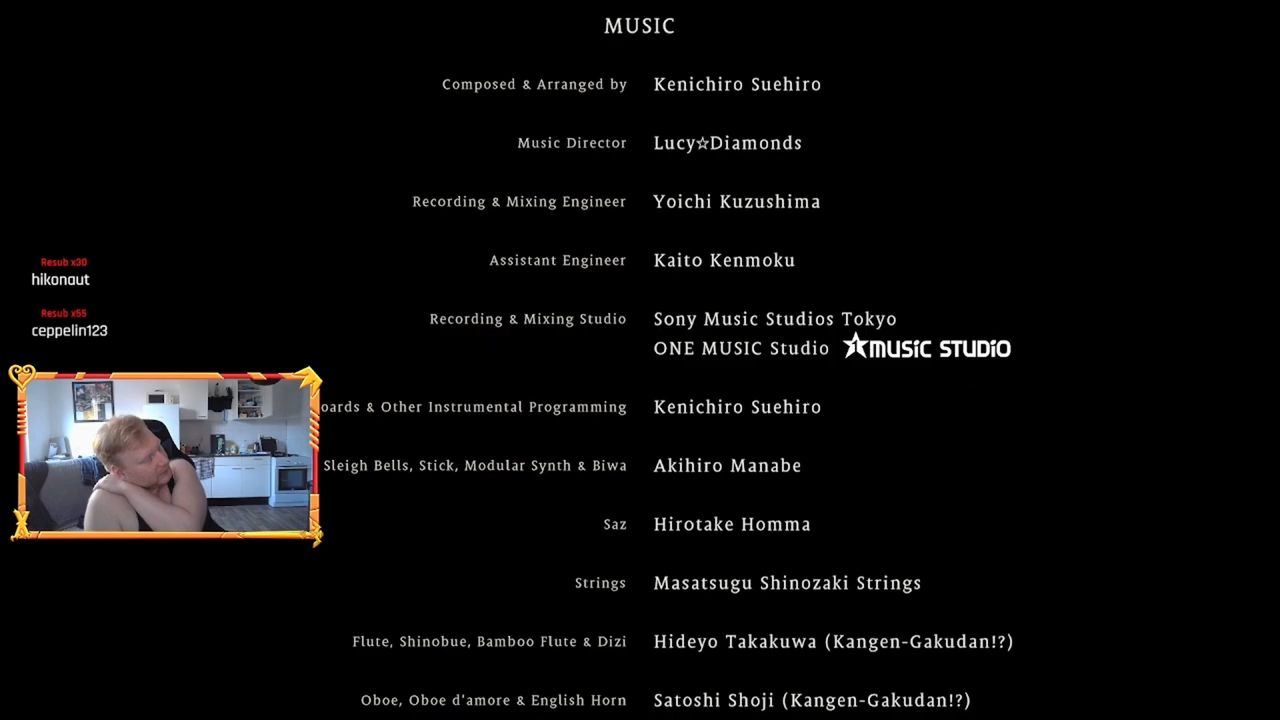 MUSIC
Composed & Arranged by Kenichiro Suehiro
Music Director Lucy☆Diamonds
Recording & Mixing Engineer Yoichi Kuzushima
Assistant Engineer Kaito Kenmoku
Recording & Mixing Studio Sony Music Studios Tokyo
ONE MUSIC Studio MUSIC STUDIO
Resub x30
hikonaut
Resub x55
ceppelin123
oards & Other Instrumental Programming Kenichiro Suehiro
Sleigh Bells, Stick, Modular Synth & Biwa Akihiro Manabe
Saz Hirotake Homma
Strings Masatsugu Shinozaki Strings
Flute, Shinobue, Bamboo Flute & Dizi Hideyo Takakuwa (Kangen-Gakudan!?)
Oboe, Oboe d'amore & English Horn Satoshi Shoji (Kangen-Gakudan!?)